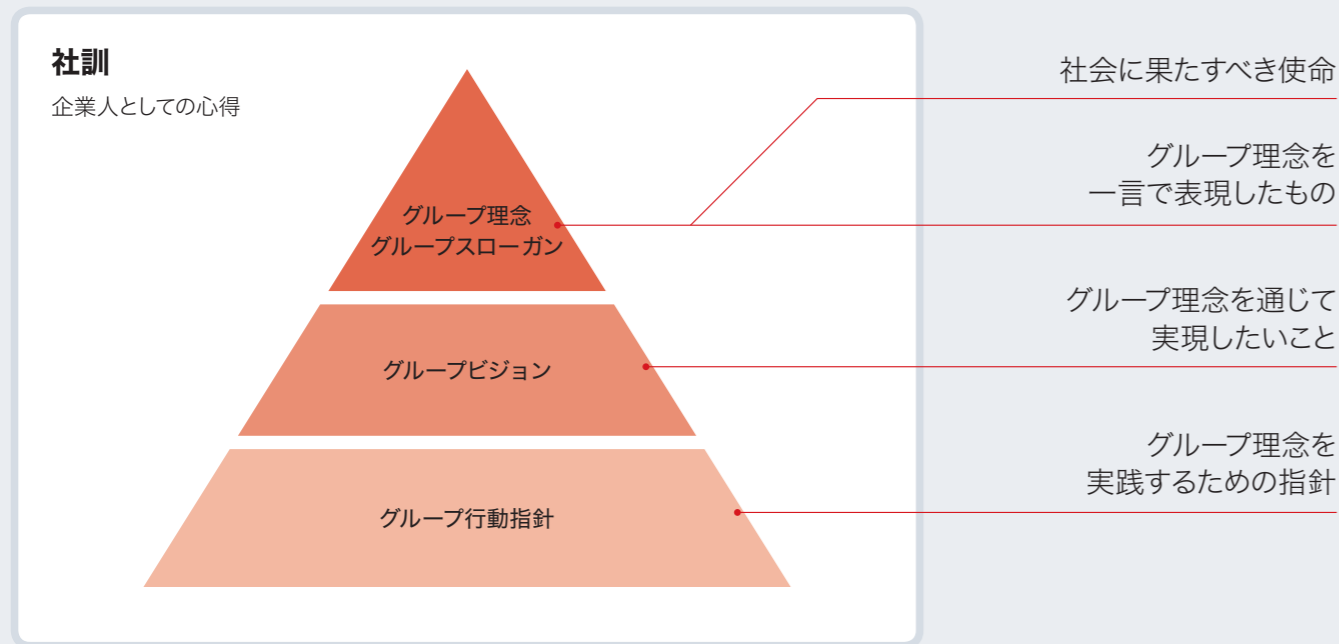 社訓
企業人としての心得
グループ理念
グループスローガン
グループビジョン
グループ行動指針
社会に果たすべき使命
グループ理念を
一言で表現したもの
グループ理念を通じて
実現したいこと
グループ理念を
実践するための指針